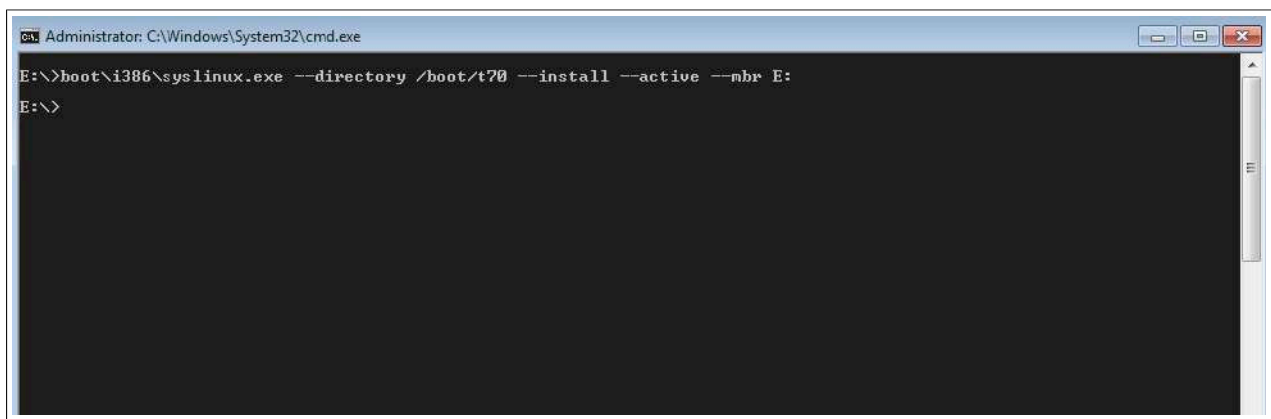 Administrator: C:\Windows\System32\cmd.exe
E:\>boot\i386\syslinux.exe --directory /boot/t70 --install --active --mbr E:
E:\>